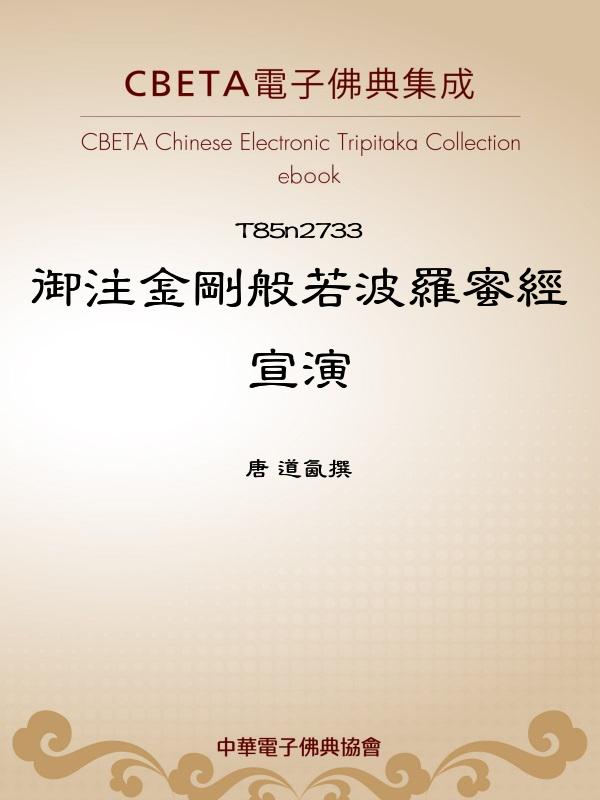 CBETA電子佛典集成
CBETA Chinese Electronic Tripitaka Collection
ebook
T85n2733
御注金剛般若波羅蜜經
宣演
唐 道氤撰
中華電子佛典協會